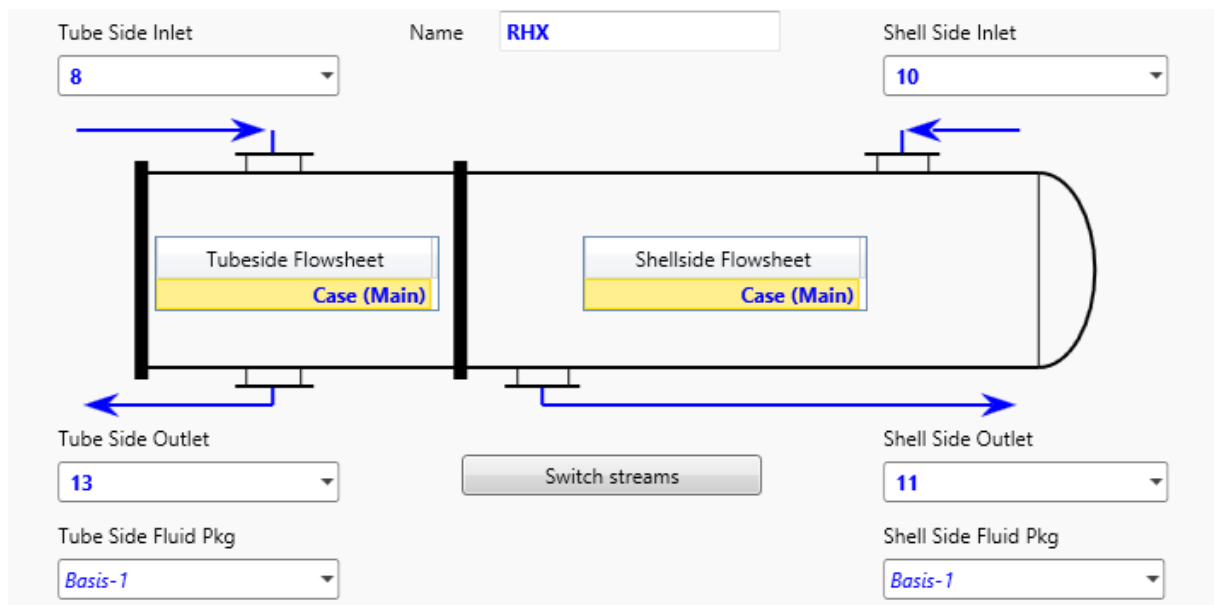 Tube Side Inlet
Name
RHX
Shell Side Inlet
8
10
Tubeside Flowsheet
Case (Main)
Shellside Flowsheet
Case (Main)
Tube Side Outlet
Shell Side Outlet
13
Switch streams
11
Tube Side Fluid Pkg
Shell Side Fluid Pkg
Basis-1
Basis-1